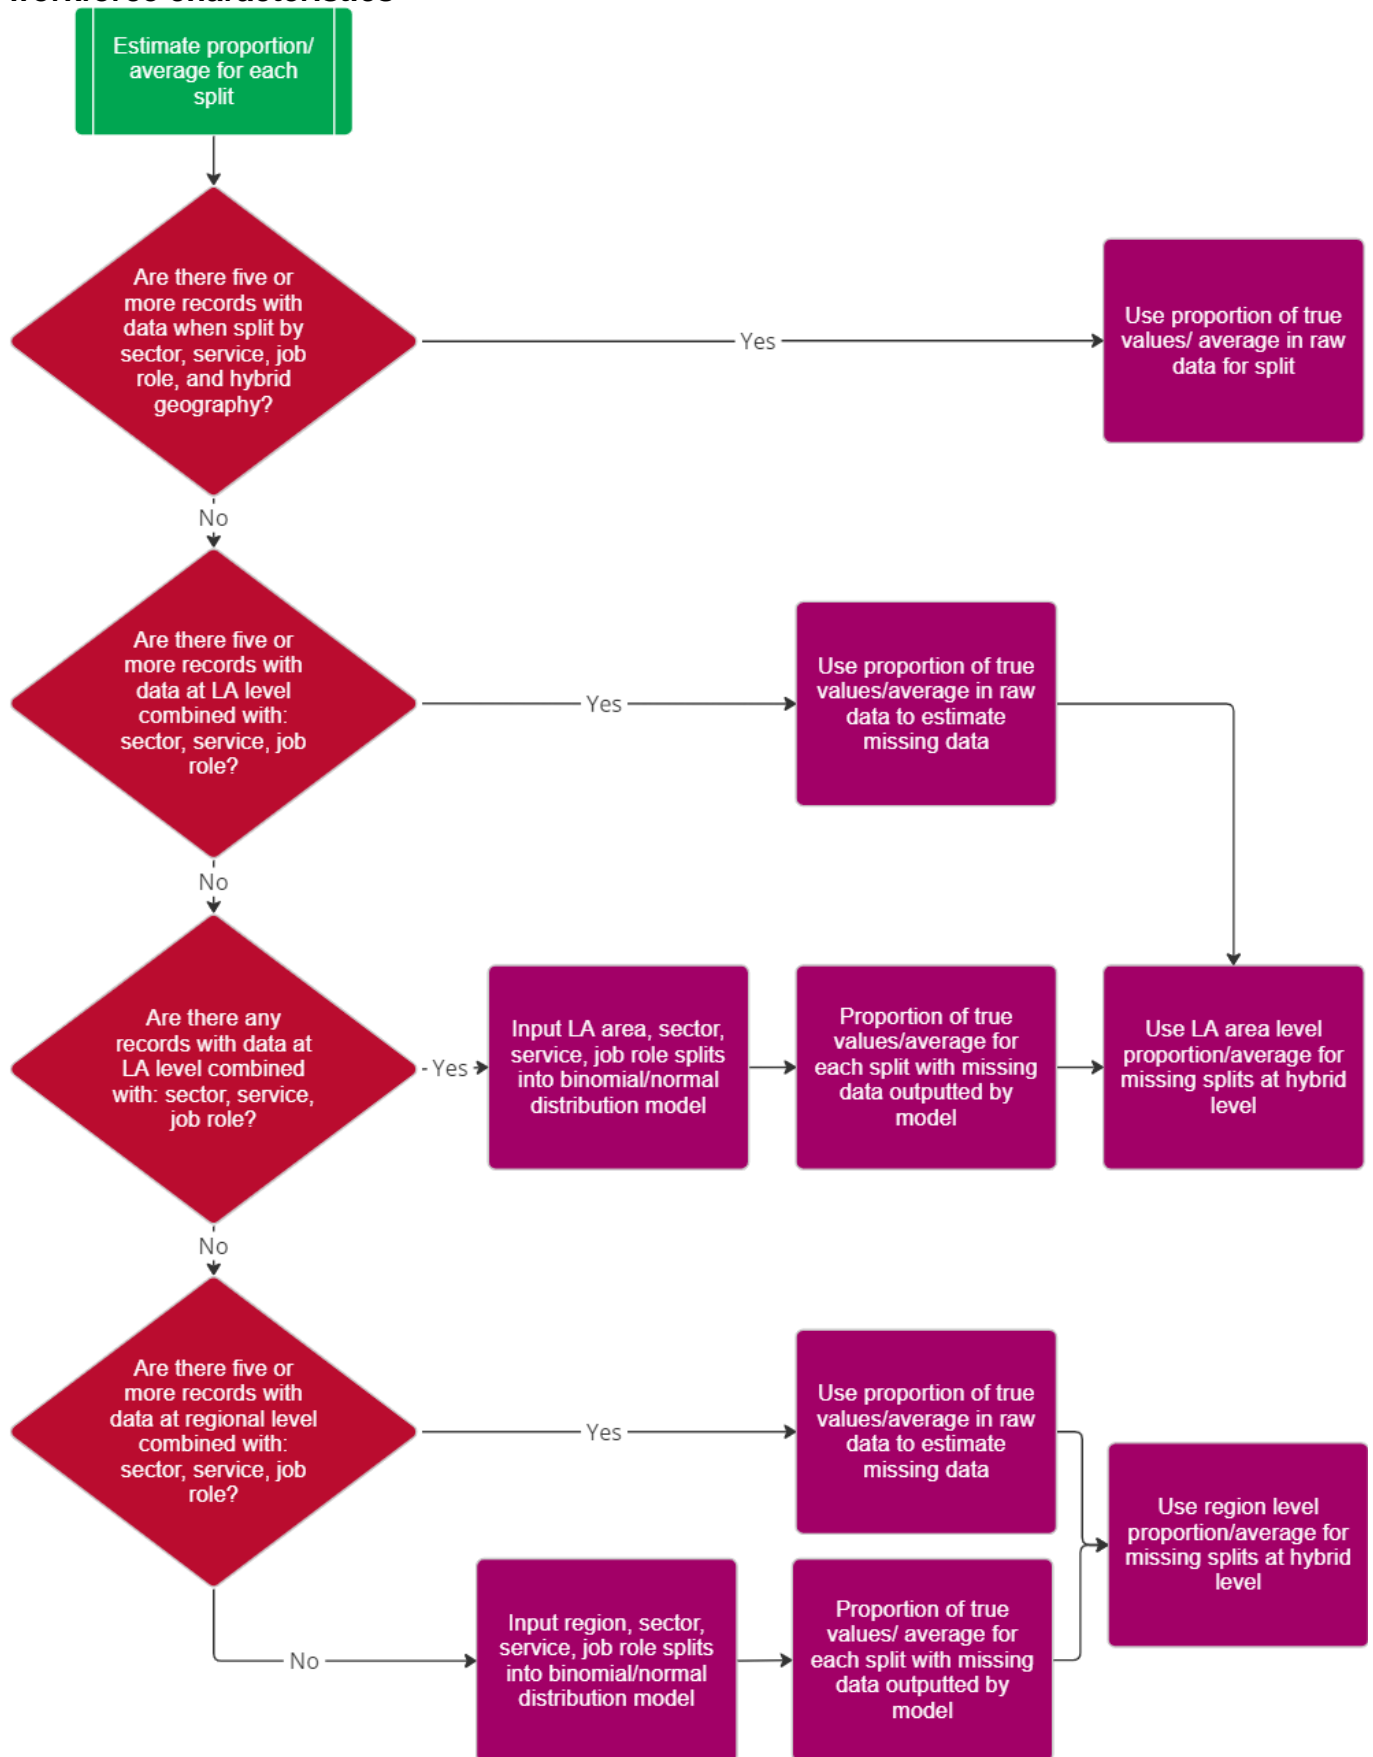 workforce characteristics
Estimate proportion/
average for each
split
Are there five or
more records with
data when split by
sector, service, job
role, and hybrid
geography?
Yes
Use proportion of true
values/ average in raw
data for split
No
Are there five or
more records with
data at LA level
combined with:
sector, service, job
role?
Yes
Use proportion of true
values/average in raw
data to estimate
missing data
No
Are there any
records with data at
LA level combined
with: sector, service,
job role?
Yes
Input LA area, sector,
service, job role splits
into binomial/normal
distribution model
Proportion of true
values/average for
each split with missing
data outputted by
model
Use LA area level
proportion/average for
missing splits at hybrid
level
No
Are there five or
more records with
data at regional level
combined with:
sector, service, job
role?
Yes
Use proportion of true
values/average in raw
data to estimate
missing data
Use region level
proportion/average for
missing splits at hybrid
level
No
Input region, sector,
service, job role splits
into binomial/normal
distribution model
Proportion of true
values/ average for
each split with missing
data outputted by
model